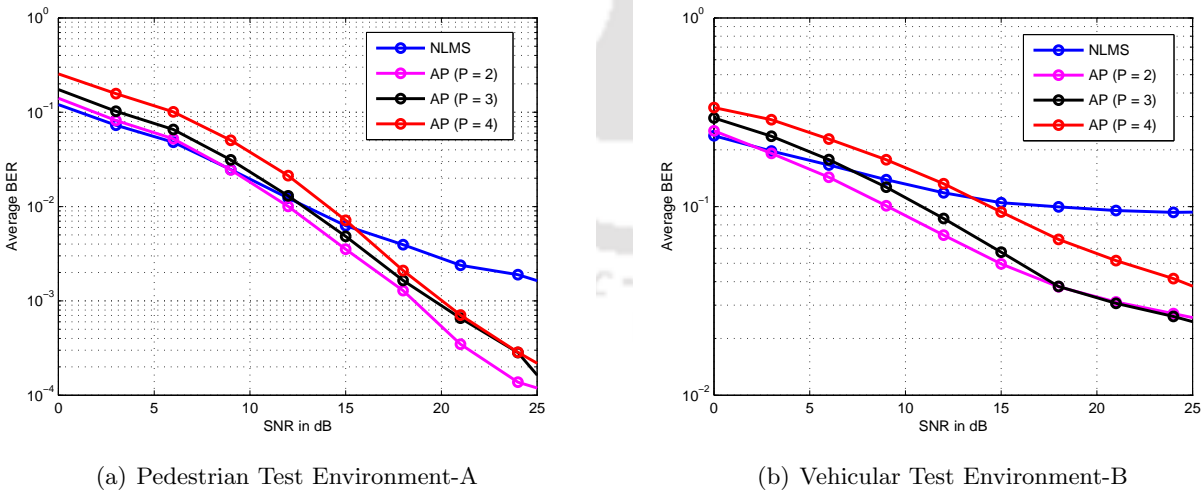 10^0
10^-1
10^-2
10^-3
10^-4
Average BER
0 5 10 15 20 25
SNR in dB
NLMS
AP (P = 2)
AP (P = 3)
AP (P = 4)
(a) Pedestrian Test Environment-A
10^0
10^-1
10^-2
Average BER
0 5 10 15 20 25
SNR in dB
NLMS
AP (P = 2)
AP (P = 3)
AP (P = 4)
(b) Vehicular Test Environment-B